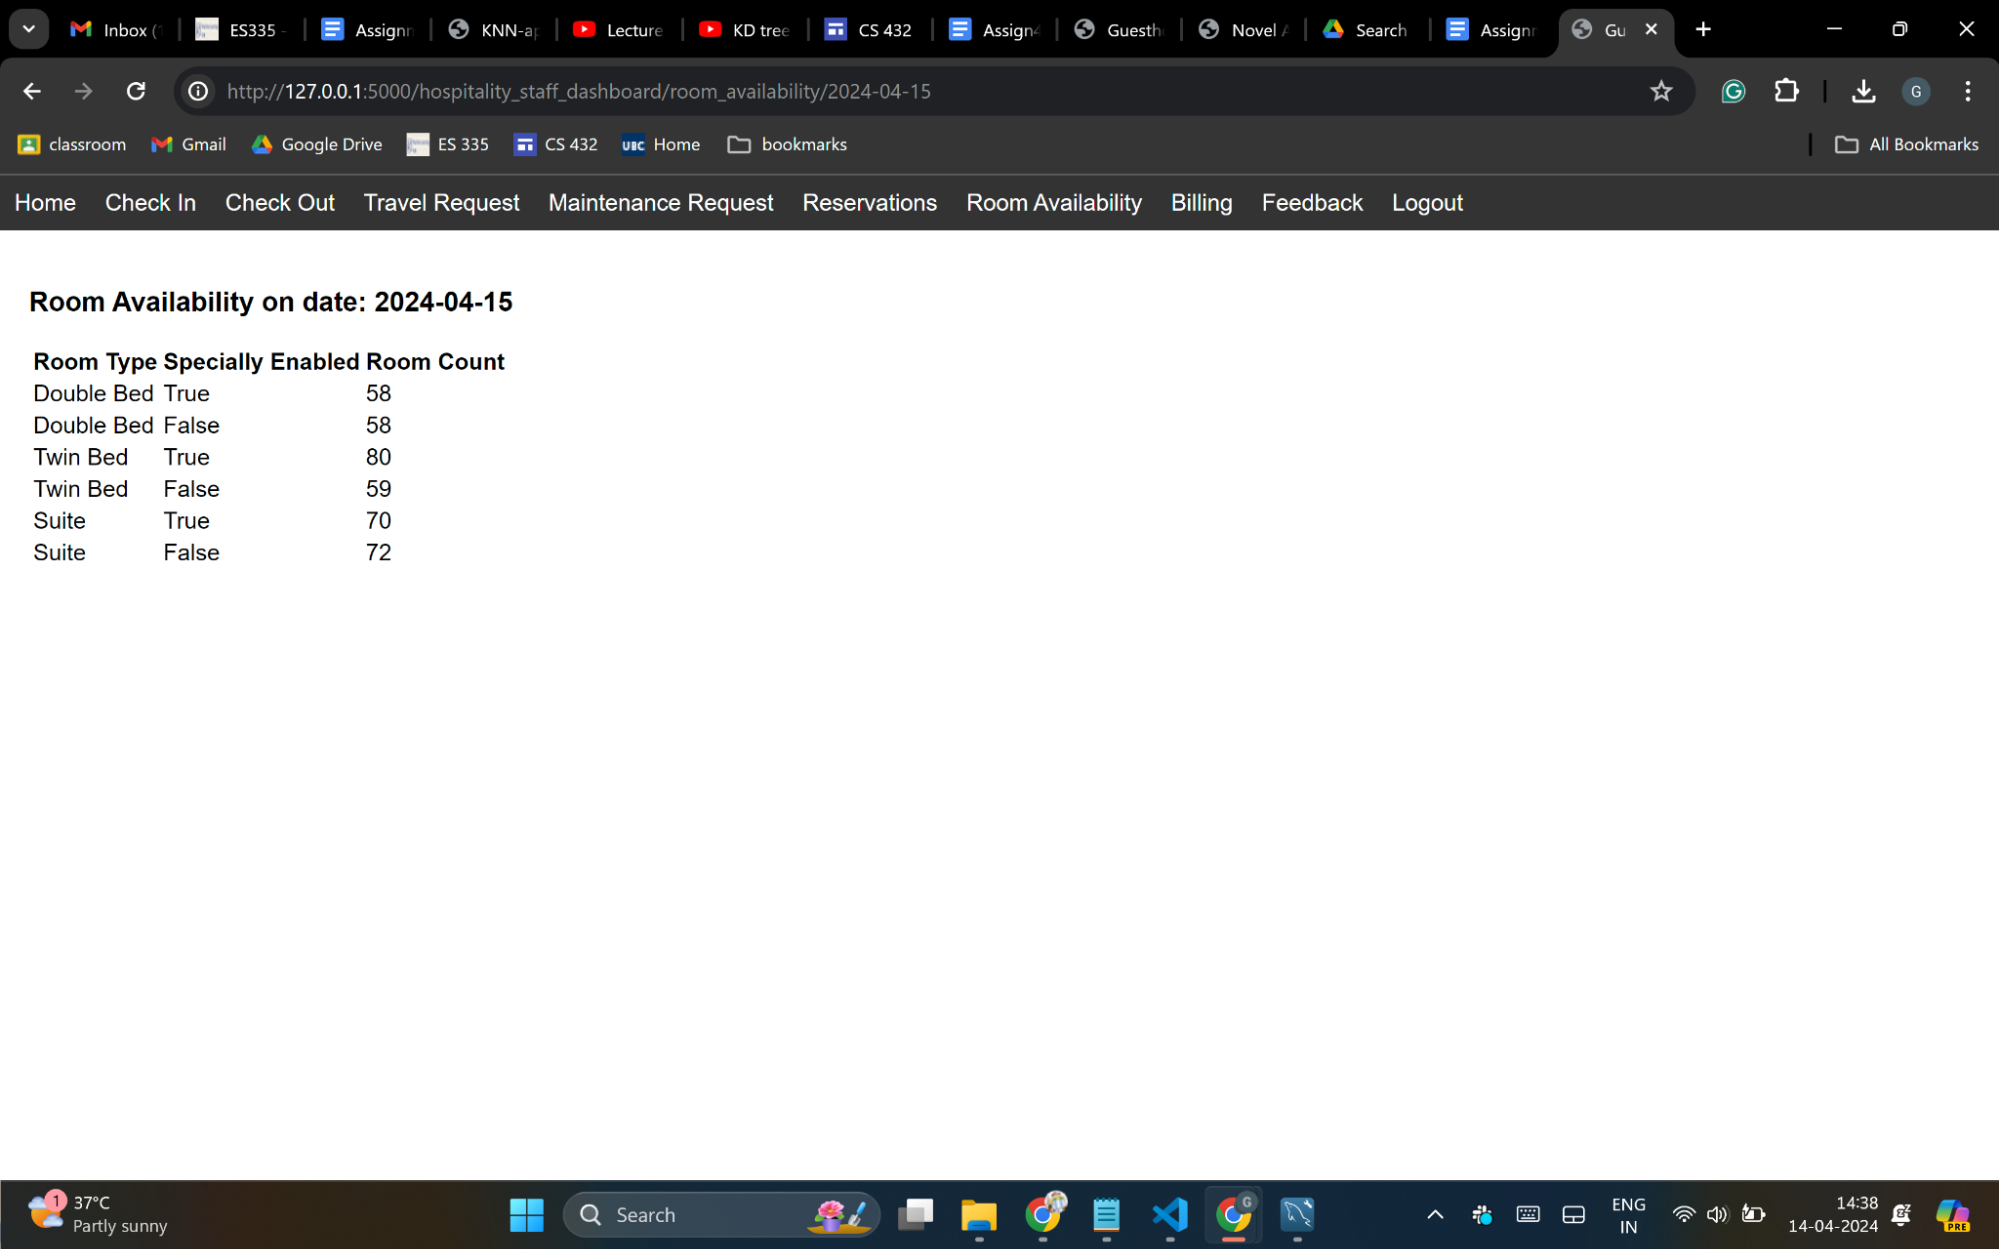 Inbox (1 ES335 - Assignm KNN-ap Lecture KD tree CS 432 Assign4 Guesth Novel A Search Assignm Gu
http://127.0.0.1:5000/hospitality_staff_dashboard/room_availability/2024-04-15 G
classroom Gmail Google Drive ES 335 CS 432 UBC Home bookmarks All Bookmarks
Home Check In Check Out Travel Request Maintenance Request Reservations Room Availability Billing Feedback Logout
Room Availability on date: 2024-04-15
Room Type Specially Enabled Room Count
Double Bed True 58
Double Bed False 58
Twin Bed True 80
Twin Bed False 59
Suite True 70
Suite False 72
1 37°C
Partly sunny
Search
G
ENG
IN
14:38
14-04-2024
PRE